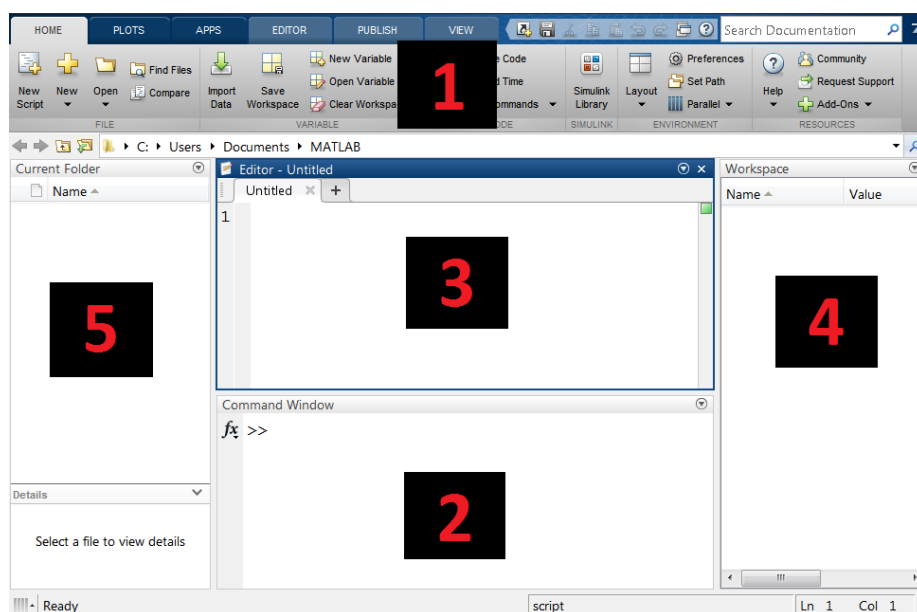 HOME PLOTS APPS EDITOR PUBLISH VIEW Search Documentation
New Script New Open Find Files Compare Import Data Save Workspace New Variable Open Variable Clear Workspa 1 Code Time ommands Simulink Library Layout Preferences Set Path Parallel Help Community Request Support Add-Ons
FILE VARIABLE ODE SIMULINK ENVIRONMENT RESOURCES
C: Users Documents MATLAB
Current Folder Editor - Untitled Workspace
Name Untitled + Name Value
1
3
5 4
Command Window
fx >>
2
Details
Select a file to view details
Ready script Ln 1 Col 1